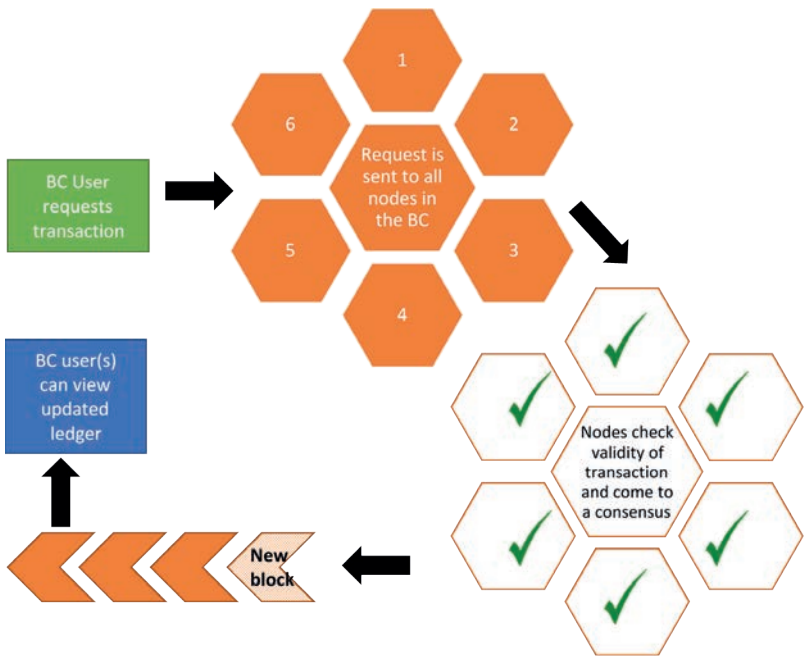 BC User
requests
transaction
1
2
3
4
5
6
Request is
sent to all
nodes in
the BC
Nodes check
validity of
transaction
and come to
a consensus
New
block
BC user(s)
can view
updated
ledger